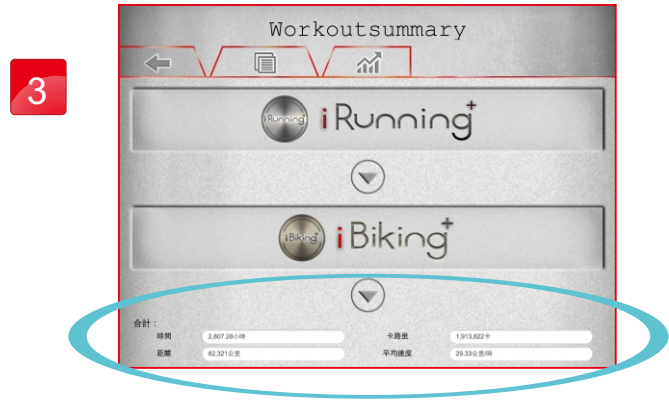 Workoutsummary
3
iRunning+
iRunning+
iBiking+
iBiking+
合計：
時間 2,807.26小時 卡路里 1,913,822卡
距離 82,321公里 平均速度 29.33公里/時